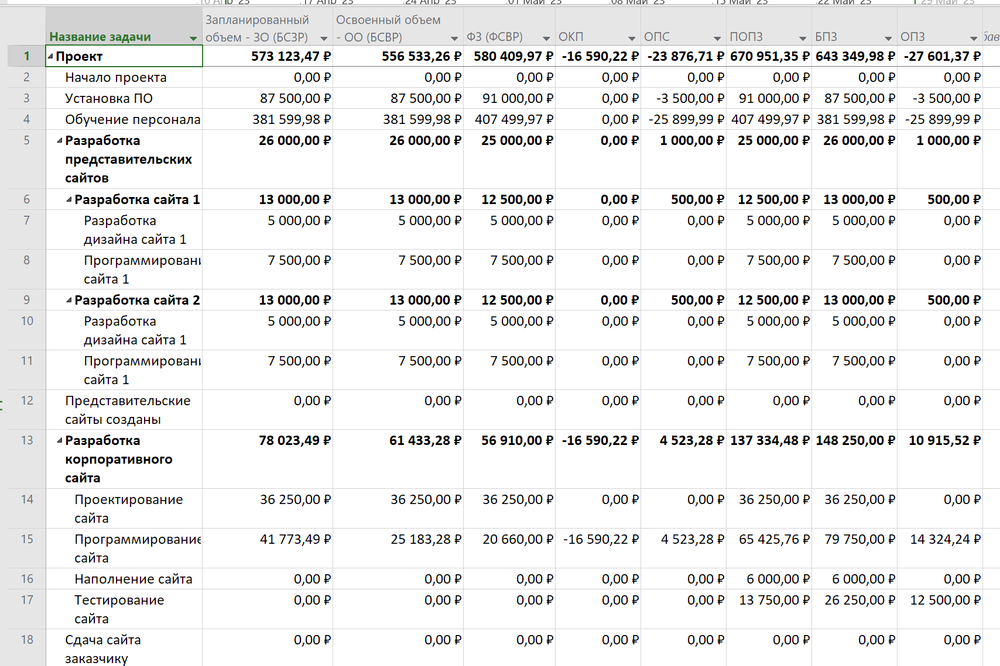 17 Апр '23 24 Апр '23 01 Май '23 08 Май '23 15 Май '23 22 Май '23 29 Май '23
Запланированный Освоенный объем
Название задачи объем - ЗО (БСЗР) - ОО (БСВР) ФЗ (ФСВР) ОКП ОПС ПОПЗ БПЗ ОПЗ
1 Проект 573 123,47 ₽ 556 533,26 ₽ 580 409,97 ₽ -16 590,22 ₽ -23 876,71 ₽ 670 951,35 ₽ 643 349,98 ₽ -27 601,37 ₽
2 Начало проекта 0,00 ₽ 0,00 ₽ 0,00 ₽ 0,00 ₽ 0,00 ₽ 0,00 ₽ 0,00 ₽ 0,00 ₽
3 Установка ПО 87 500,00 ₽ 87 500,00 ₽ 91 000,00 ₽ 0,00 ₽ -3 500,00 ₽ 91 000,00 ₽ 87 500,00 ₽ -3 500,00 ₽
4 Обучение персонала 381 599,98 ₽ 381 599,98 ₽ 407 499,97 ₽ 0,00 ₽ -25 899,99 ₽ 407 499,97 ₽ 381 599,98 ₽ -25 899,99 ₽
5 Разработка 26 000,00 ₽ 26 000,00 ₽ 25 000,00 ₽ 0,00 ₽ 1 000,00 ₽ 25 000,00 ₽ 26 000,00 ₽ 1 000,00 ₽
представительских
сайтов
6 Разработка сайта 1 13 000,00 ₽ 13 000,00 ₽ 12 500,00 ₽ 0,00 ₽ 500,00 ₽ 12 500,00 ₽ 13 000,00 ₽ 500,00 ₽
7 Разработка 5 000,00 ₽ 5 000,00 ₽ 5 000,00 ₽ 0,00 ₽ 0,00 ₽ 5 000,00 ₽ 5 000,00 ₽ 0,00 ₽
дизайна сайта 1
8 Программировани 7 500,00 ₽ 7 500,00 ₽ 7 500,00 ₽ 0,00 ₽ 0,00 ₽ 7 500,00 ₽ 7 500,00 ₽ 0,00 ₽
сайта 1
9 Разработка сайта 2 13 000,00 ₽ 13 000,00 ₽ 12 500,00 ₽ 0,00 ₽ 500,00 ₽ 12 500,00 ₽ 13 000,00 ₽ 500,00 ₽
10 Разработка 5 000,00 ₽ 5 000,00 ₽ 5 000,00 ₽ 0,00 ₽ 0,00 ₽ 5 000,00 ₽ 5 000,00 ₽ 0,00 ₽
дизайна сайта 1
11 Программировани 7 500,00 ₽ 7 500,00 ₽ 7 500,00 ₽ 0,00 ₽ 0,00 ₽ 7 500,00 ₽ 7 500,00 ₽ 0,00 ₽
сайта 1
12 Представительские 0,00 ₽ 0,00 ₽ 0,00 ₽ 0,00 ₽ 0,00 ₽ 0,00 ₽ 0,00 ₽ 0,00 ₽
сайты созданы
13 Разработка 78 023,49 ₽ 61 433,28 ₽ 56 910,00 ₽ -16 590,22 ₽ 4 523,28 ₽ 137 334,48 ₽ 148 250,00 ₽ 10 915,52 ₽
корпоративного
сайта
14 Проектирование 36 250,00 ₽ 36 250,00 ₽ 36 250,00 ₽ 0,00 ₽ 0,00 ₽ 36 250,00 ₽ 36 250,00 ₽ 0,00 ₽
сайта
15 Программирование 41 773,49 ₽ 25 183,28 ₽ 20 660,00 ₽ -16 590,22 ₽ 4 523,28 ₽ 65 425,76 ₽ 79 750,00 ₽ 14 324,24 ₽
сайта
16 Наполнение сайта 0,00 ₽ 0,00 ₽ 0,00 ₽ 0,00 ₽ 0,00 ₽ 6 000,00 ₽ 6 000,00 ₽ 0,00 ₽
17 Тестирование 0,00 ₽ 0,00 ₽ 0,00 ₽ 0,00 ₽ 0,00 ₽ 13 750,00 ₽ 26 250,00 ₽ 12 500,00 ₽
сайта
18 Сдача сайта 0,00 ₽ 0,00 ₽ 0,00 ₽ 0,00 ₽ 0,00 ₽ 0,00 ₽ 0,00 ₽ 0,00 ₽
заказчику